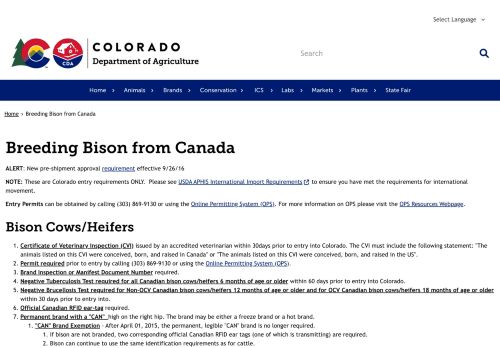 Select Language
COLORADO
Department of Agriculture
CDA
Search
Home
Animals
Brands
Conservation
ICS
Labs
Markets
Plants
State Fair
Home > Breeding Bison from Canada
Breeding Bison from Canada
ALERT: New pre-shipment approval requirement effective 9/26/16
NOTE: These are Colorado entry requirements ONLY. Please see USDA APHIS International Import Requirements to ensure you have met the requirements for international
movement.
Entry Permits can be obtained by calling (303) 869-9130 or using the Online Permitting System (OPS). For more information on OPS please visit the OPS Resources Webpage.
Bison Cows/Heifers
1. Certificate of Veterinary Inspection (CVI) issued by an accredited veterinarian within 30days prior to entry into Colorado. The CVI must include the following statement: "The
animals listed on this CVI were conceived, born, and raised in Canada" or "The animals listed on this CVI were conceived, born, and raised in the US".
2. Permit required prior to entry by calling (303) 869-9130 or using the Online Permitting System (OPS).
3. Brand Inspection or Manifest Document Number required.
4. Negative Tuberculosis Test required for all Canadian bison cows/heifers 6 months of age or older within 60 days prior to entry into Colorado.
5. Negative Brucellosis Test required for Non-OCV Canadian bison cows/heifers 12 months of age or older and for OCV Canadian bison cows/heifers 18 months of age or older
within 30 days prior to entry into.
6. Official Canadian RFID ear-tag required.
7. Permanent brand with a "CAN" high on the right hip. The brand may be either a freeze brand or a hot brand.
1. "CAN" Brand Exemption - After April 01, 2015, the permanent, legible "CAN" brand is no longer required.
1. If bison are not branded, two corresponding official Canadian RFID ear tags (one of which is transmitting) are required.
2. Bison can continue to use the same identification requirements as for cattle.